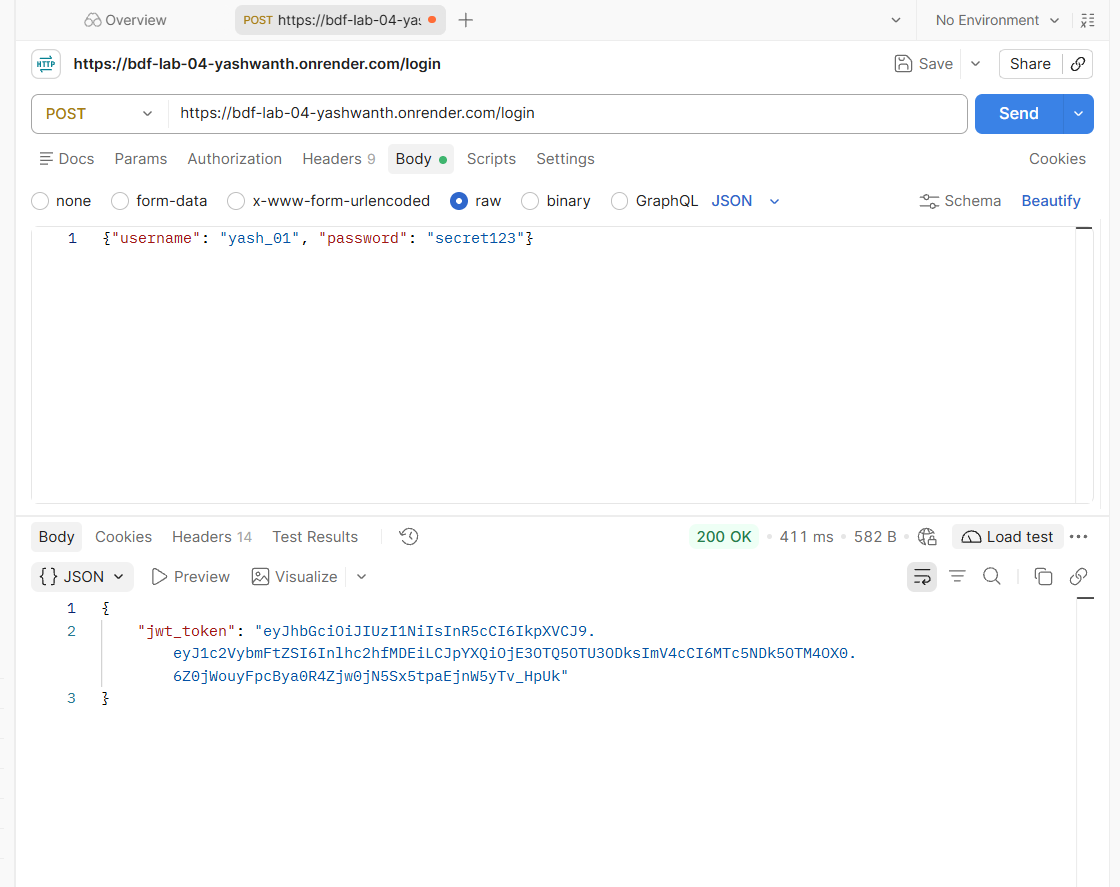 Overview
POST https://bdf-lab-04-yas
No Environment
HTTP https://bdf-lab-04-yashwanth.onrender.com/login
Save
Share
POST https://bdf-lab-04-yashwanth.onrender.com/login
Send
Docs Params Authorization Headers 9 Body Scripts Settings Cookies
none form-data x-www-form-urlencoded raw binary GraphQL JSON Schema Beautify
1 {"username": "yash_01", "password": "secret123"}
Body Cookies Headers 14 Test Results 200 OK • 411 ms • 582 B • Load test
{} JSON Preview Visualize
1 {
2 "jwt_token": "eyJhbGciOiJIUzI1NiIsInR5cCI6IkpXVCJ9.
eyJ1c2VybmFtZSI6Inlhc2hfMDEiLCJpYXQiOjE3OTQ5OTU3ODksImV4cCI6MTc5NDk5OTM4OX0.
6Z0jWouyFpcBya0R4Zjw0jN5Sx5tpaEjnW5yTv_HpUk"
3 }